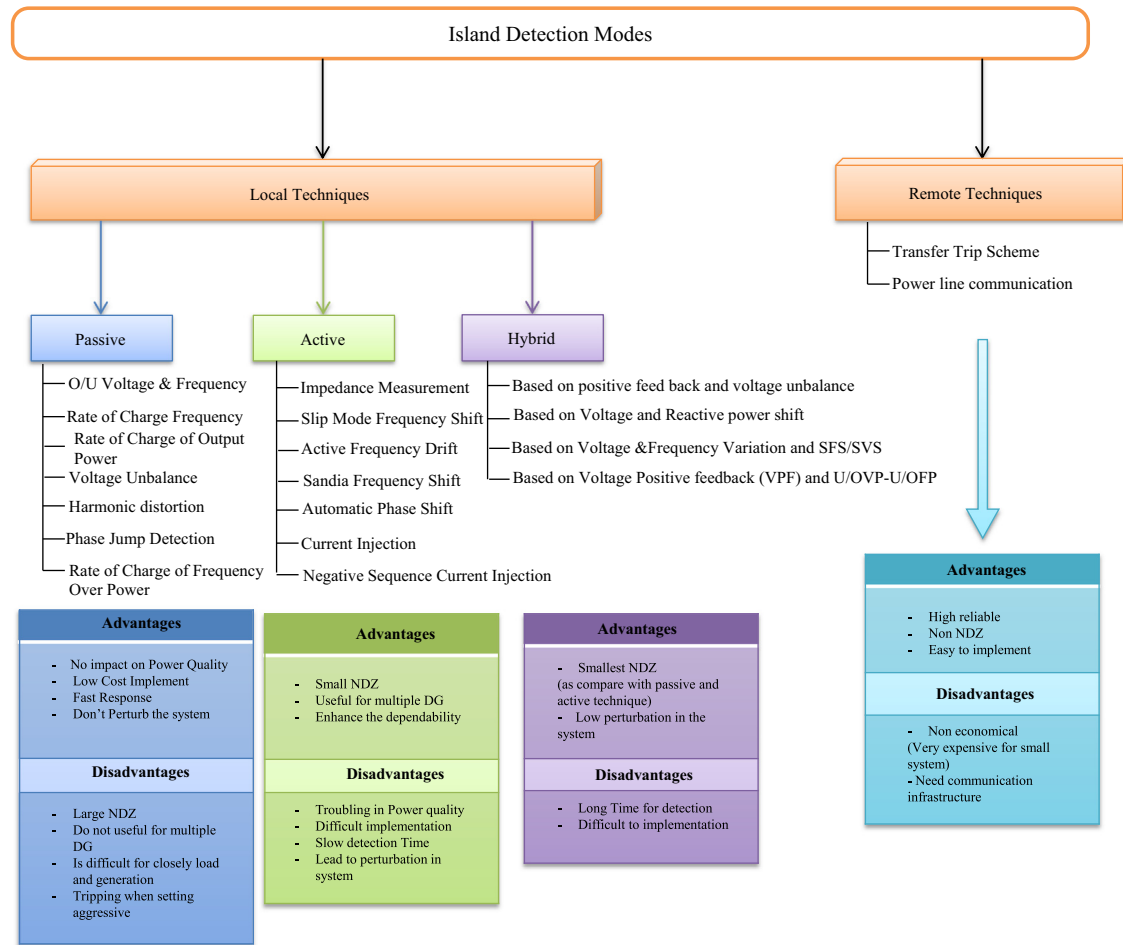 Island Detection Modes
Local Techniques
Remote Techniques
Transfer Trip Scheme
Power line communication
Passive
Active
Hybrid
O/U Voltage & Frequency
Rate of Charge Frequency
Rate of Charge of Output
Power
Voltage Unbalance
Harmonic distortion
Phase Jump Detection
Rate of Charge of Frequency
Over Power
Impedance Measurement
Slip Mode Frequency Shift
Active Frequency Drift
Sandia Frequency Shift
Automatic Phase Shift
Current Injection
Negative Sequence Current Injection
Based on positive feed back and voltage unbalance
Based on Voltage and Reactive power shift
Based on Voltage &Frequency Variation and SFS/SVS
Based on Voltage Positive feedback (VPF) and U/OVP-U/OFP
Advantages
- No impact on Power Quality
- Low Cost Implement
- Fast Response
- Don't Perturb the system
Disadvantages
- Large NDZ
- Do not useful for multiple
DG
- Is difficult for closely load
and generation
- Tripping when setting
aggressive
Advantages
- Small NDZ
- Useful for multiple DG
- Enhance the dependability
Disadvantages
- Troubling in Power quality
- Difficult implementation
- Slow detection Time
- Lead to perturbation in
system
Advantages
- Smallest NDZ
(as compare with passive and
active technique)
- Low perturbation in the
system
Disadvantages
- Long Time for detection
- Difficult to implementation
Advantages
- High reliable
- Non NDZ
- Easy to implement
Disadvantages
- Non economical
(Very expensive for small
system)
- Need communication
infrastructure